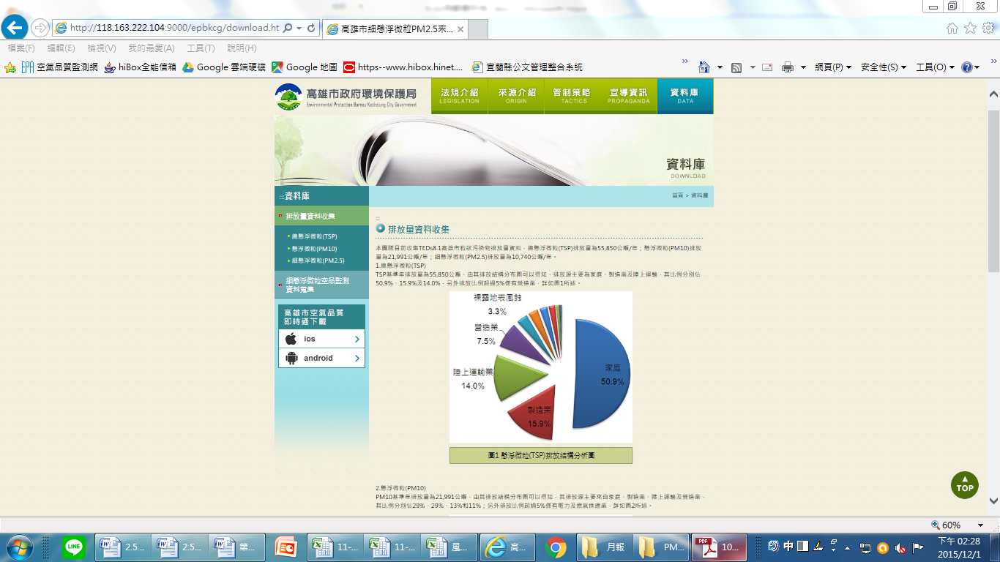 http://118.163.222.104:9000/epbkcg/download.ht
高雄市細懸浮微粒PM2.5來...
檔案(F) 編輯(E) 檢視(V) 我的最愛(A) 工具(T) 說明(H)
空氣品質監測網 hiBox全能信箱 Google 雲端硬碟 Google 地圖 https--www.hibox.hinet.... 宜蘭縣公文管理整合系統
網頁(P) 安全性(S) 工具(O)
高雄市政府環境保護局
Environmental Protection Bureau Kaohsiung City Government
法規介紹 來源介紹 管制策略 宣導資訊 資料庫
LEGISLATION ORIGIN TACTICS PROPAGANDA DATA
資料庫
DOWNLOAD
:::資料庫
首頁 > 資料庫
排放量資料收集
總懸浮微粒(TSP)
懸浮微粒(PM10)
細懸浮微粒(PM2.5)
細懸浮微粒空品監測
資料蒐集
高雄市空氣品質
即時通下載
ios
android
排放量資料收集
本團隊目前收集TEDs8.1高雄市粒狀污染物排放量資料，總懸浮微粒(TSP)排放量為55,850公噸/年；懸浮微粒(PM10)排放
量為21,991公噸/年；細懸浮微粒(PM2.5)排放量為10,740公噸/年。
1.總懸浮微粒(TSP)
TSP基準年排放量為55,850公噸，由其排放結構分布圖可以得知，排放源主要為家庭、製造業及陸上運輸，其比例分別佔
50.9%、15.9%及14.0%，另外排放比例超過5%僅有營造業，詳如圖1所述。
裸露地表風蝕
3.3%
營造業
7.5%
陸上運輸業
14.0%
製造業
15.9%
家庭
50.9%
圖1 懸浮微粒(TSP)排放結構分析圖
2.懸浮微粒(PM10)
PM10基準年排放量為21,991公噸，由其排放結構分布圖可以得知，其排放源主要來自家庭、製造業、陸上運輸及營造業，
其比例分別佔29%、29%、13%和11%；另外排放比例超過5%僅有電力及燃氣供應業，詳如圖2所述。
TOP
60%
LINE
2.5... 2.5... 第... 11-... 11-... 風... 高... 月報 PM... 10...
中
下午 02:28
2015/12/1